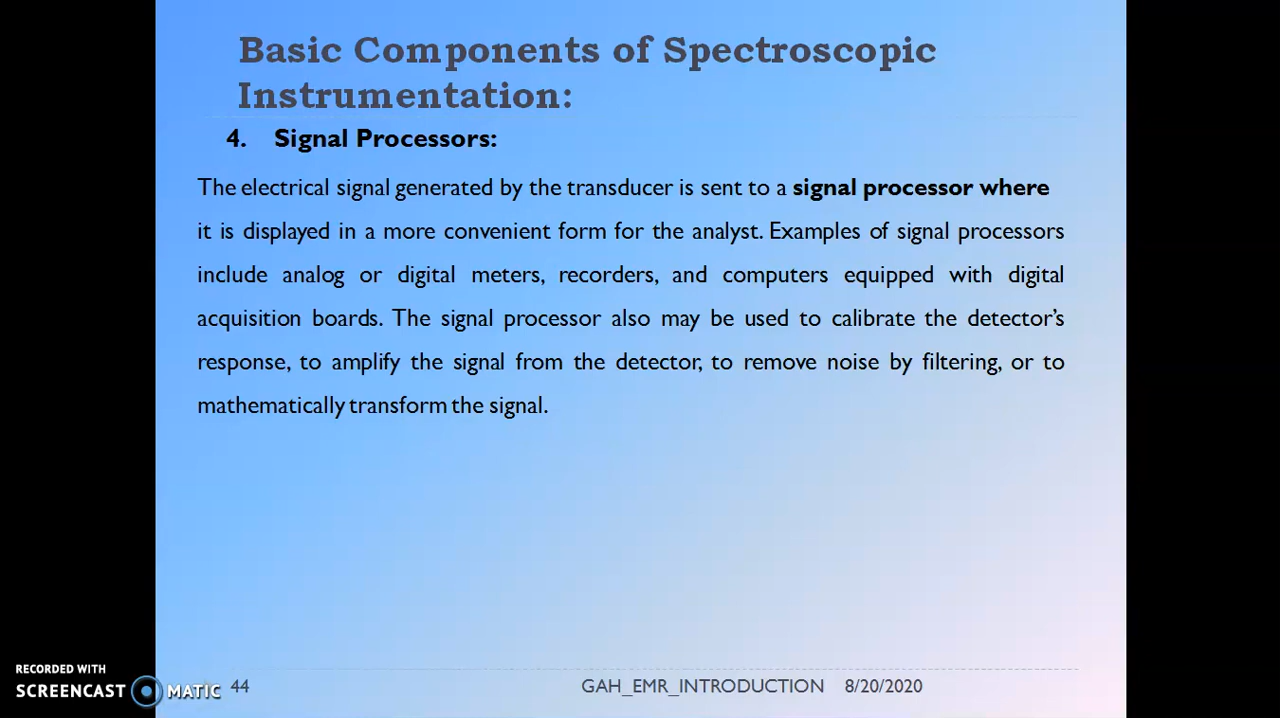 Basic Components of Spectroscopic
Instrumentation:
4. Signal Processors:
The electrical signal generated by the transducer is sent to a signal processor where
it is displayed in a more convenient form for the analyst. Examples of signal processors
include analog or digital meters, recorders, and computers equipped with digital
acquisition boards. The signal processor also may be used to calibrate the detector’s
response, to amplify the signal from the detector, to remove noise by filtering, or to
mathematically transform the signal.
RECORDED WITH
SCREENCAST MATIC
44 GAH_EMR_INTRODUCTION 8/20/2020